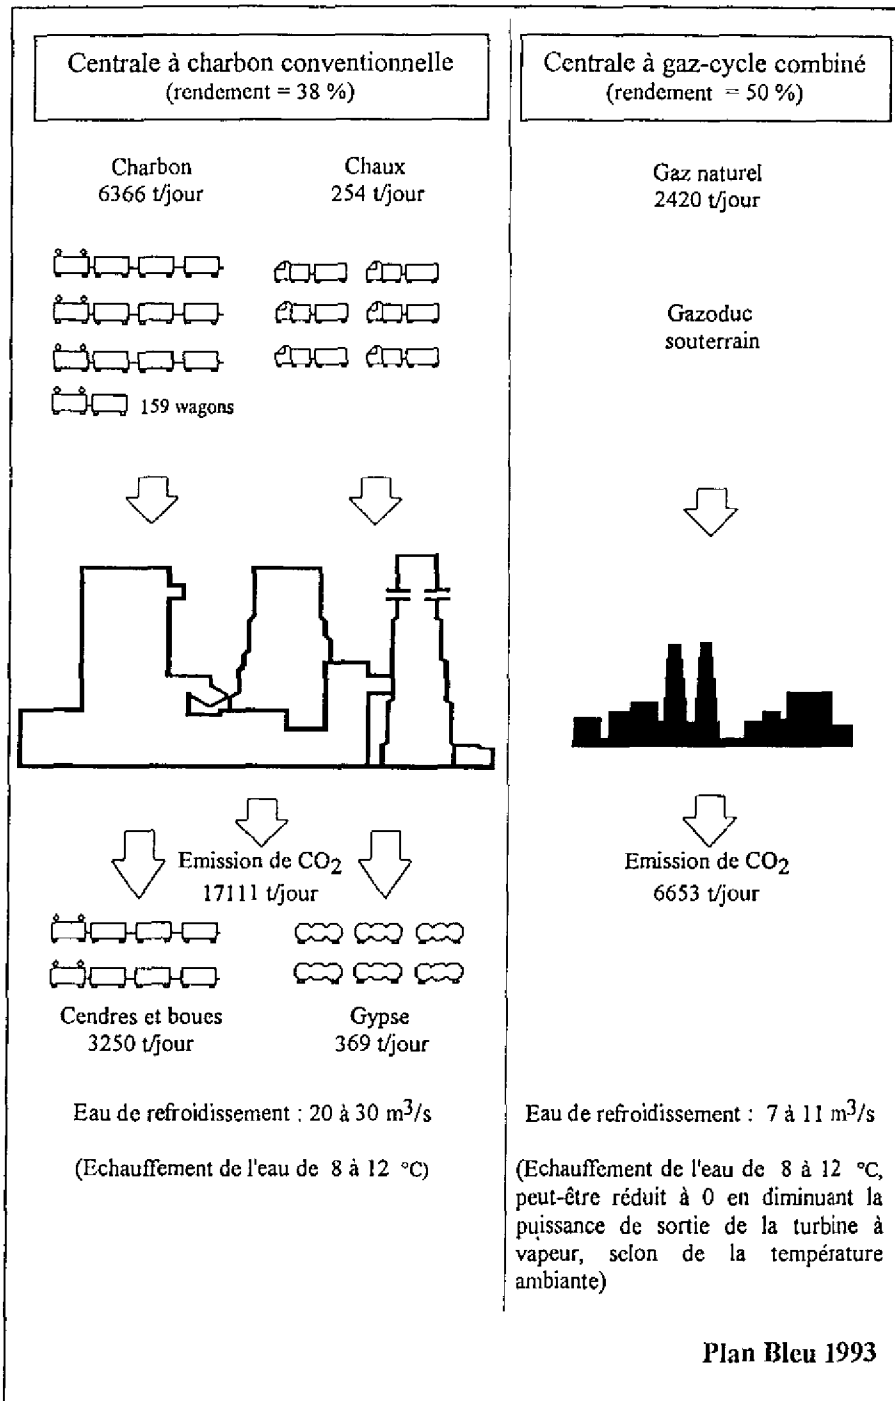 Centrale à charbon conventionnelle
(rendement = 38 %)
Charbon
6366 t/jour
Chaux
254 t/jour
159 wagons
Emission de CO2
17111 t/jour
Cendres et boues
3250 t/jour
Gypse
369 t/jour
Eau de refroidissement : 20 à 30 m3/s
(Echauffement de l'eau de 8 à 12 °C)
Centrale à gaz-cycle combiné
(rendement = 50 %)
Gaz naturel
2420 t/jour
Gazoduc
souterrain
Emission de CO2
6653 t/jour
Eau de refroidissement : 7 à 11 m3/s
(Echauffement de l'eau de 8 à 12 °C,
peut-être réduit à 0 en diminuant la
puissance de sortie de la turbine à
vapeur, selon de la température
ambiante)
Plan Bleu 1993